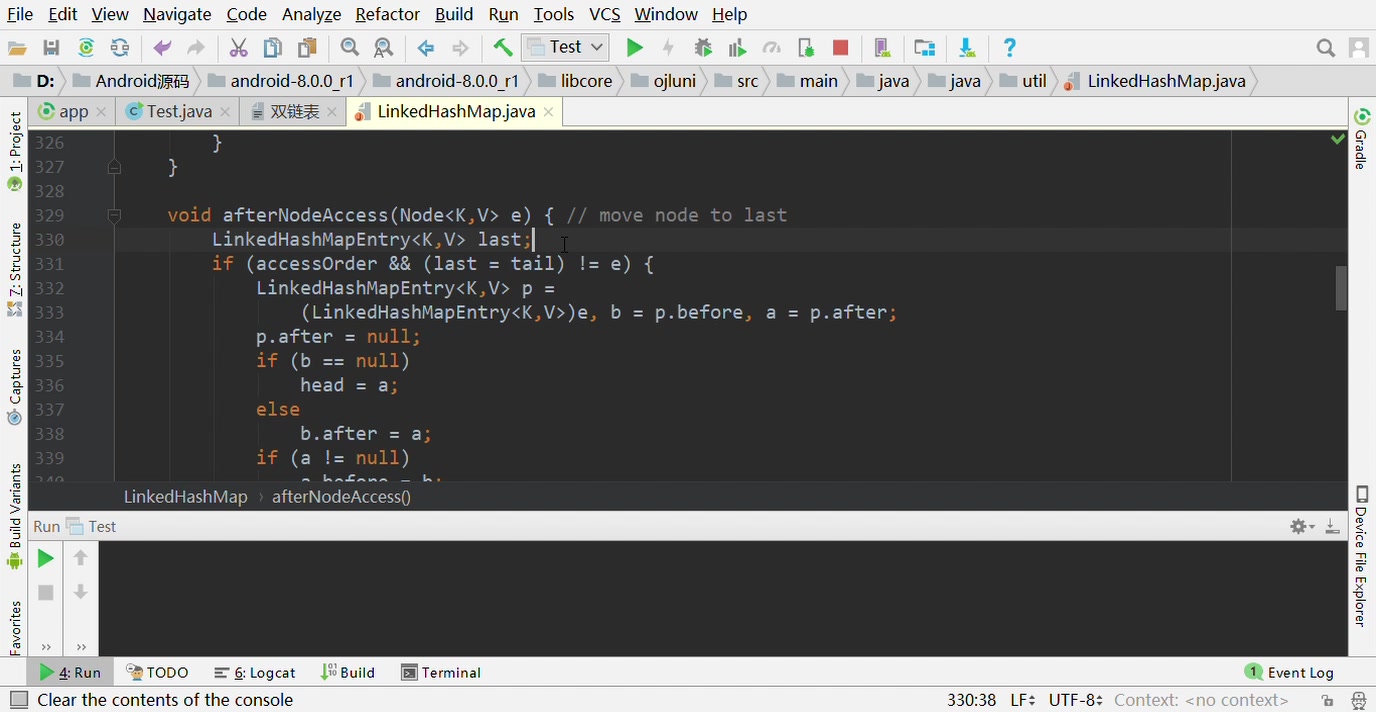 File Edit View Navigate Code Analyze Refactor Build Run Tools VCS Window Help
Test
D: Android源码 android-8.0.0_r1 android-8.0.0_r1 libcore ojluni src main java java util LinkedHashMap.java
app Test.java 双链表 LinkedHashMap.java
1: Project
7: Structure
Captures
Build Variants
Favorites
326 }
327 }
328
329 void afterNodeAccess(Node<K,V> e) { // move node to last
330 LinkedHashMapEntry<K,V> last;
331 if (accessOrder && (last = tail) != e) {
332 LinkedHashMapEntry<K,V> p =
333 (LinkedHashMapEntry<K,V>)e, b = p.before, a = p.after;
334 p.after = null;
335 if (b == null)
336 head = a;
337 else
338 b.after = a;
339 if (a != null)
340 a.before = b;
LinkedHashMap › afterNodeAccess()
Gradle
Device File Explorer
Run Test
4: Run TODO 6: Logcat Build Terminal 1 Event Log
Clear the contents of the console 330:38 LF UTF-8 Context: <no context>